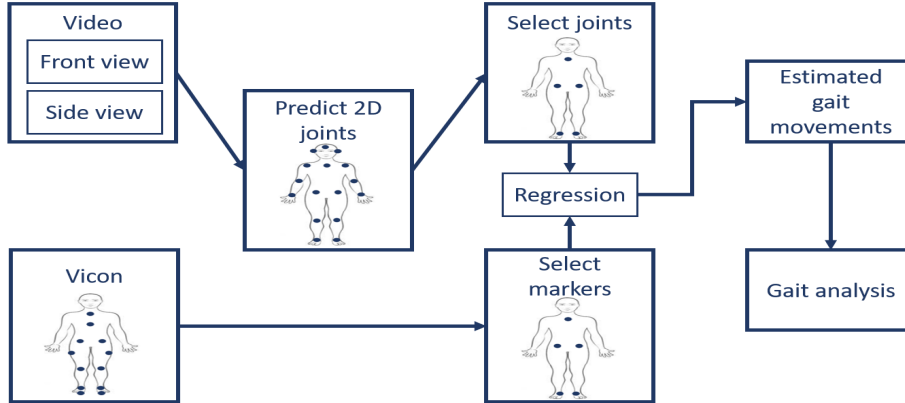 Video
Front view
Side view
Predict 2D
joints
Select joints
Regression
Estimated
gait
movements
Vicon
Select
markers
Gait analysis